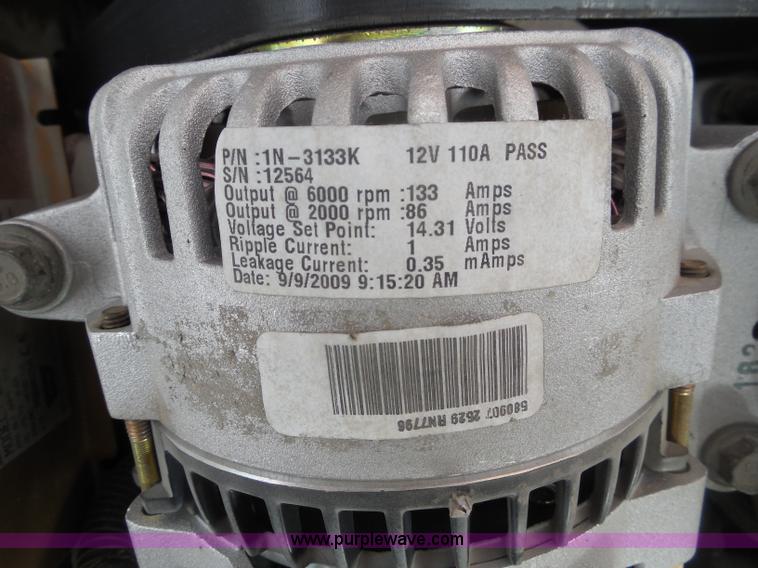 P/N :1N-3133K 12V 110A PASS
S/N :12564
Output @ 6000 rpm :133 Amps
Output @ 2000 rpm :86 Amps
Voltage Set Point: 14.31 Volts
Ripple Current: 1 Amps
Leakage Current: 0.35 mAmps
Date: 9/9/2009 9:15:20 AM
580907 2629 RN7796
www.purplewave.com